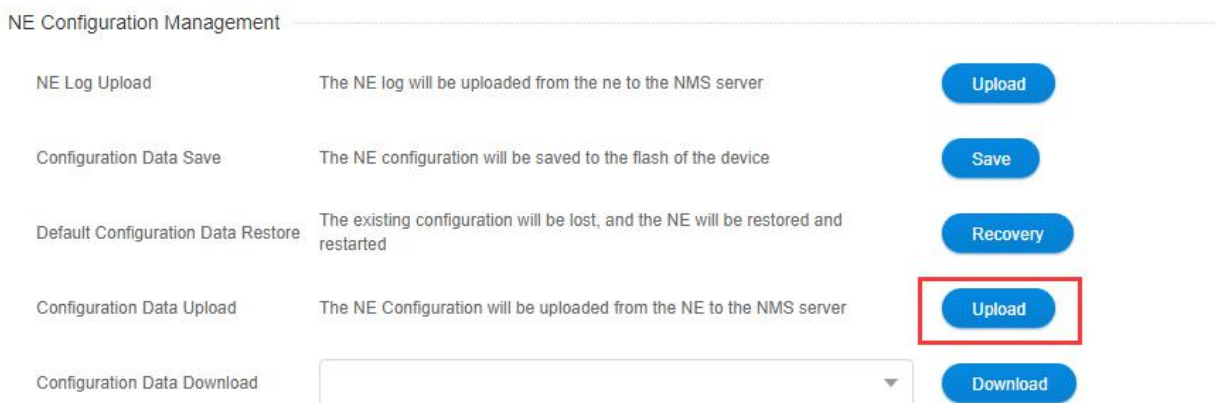 NE Configuration Management
NE Log Upload The NE log will be uploaded from the ne to the NMS server Upload
Configuration Data Save The NE configuration will be saved to the flash of the device Save
Default Configuration Data Restore The existing configuration will be lost, and the NE will be restored and
restarted Recovery
Configuration Data Upload The NE Configuration will be uploaded from the NE to the NMS server Upload
Configuration Data Download Download